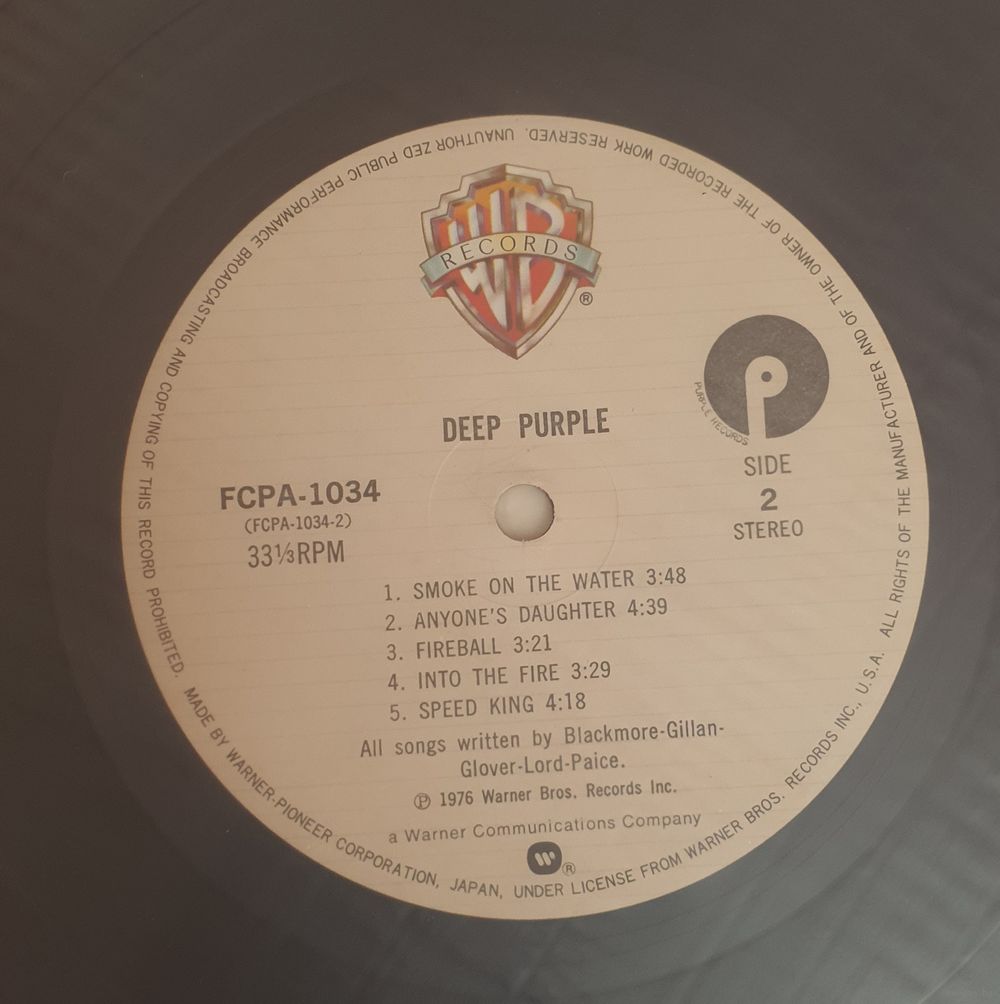 WB
RECORDS
®
PURPLE RECORDS
DEEP PURPLE
SIDE
2
STEREO
FCPA-1034
(FCPA-1034-2)
33⅓RPM
1. SMOKE ON THE WATER 3:48
2. ANYONE'S DAUGHTER 4:39
3. FIREBALL 3:21
4. INTO THE FIRE 3:29
5. SPEED KING 4:18
All songs written by Blackmore-Gillan-
Glover-Lord-Paice.
℗ 1976 Warner Bros. Records Inc.
a Warner Communications Company
®
MADE BY WARNER-PIONEER CORPORATION, JAPAN, UNDER LICENSE FROM WARNER BROS. RECORDS INC., U.S.A. ALL RIGHTS OF THE MANUFACTURER AND OF THE OWNER OF THE RECORDED WORK RESERVED. UNAUTHOR ZED PUBLIC PERFORMANCE BROADCASTING AND COPYING OF THIS RECORD PROHIBITED.